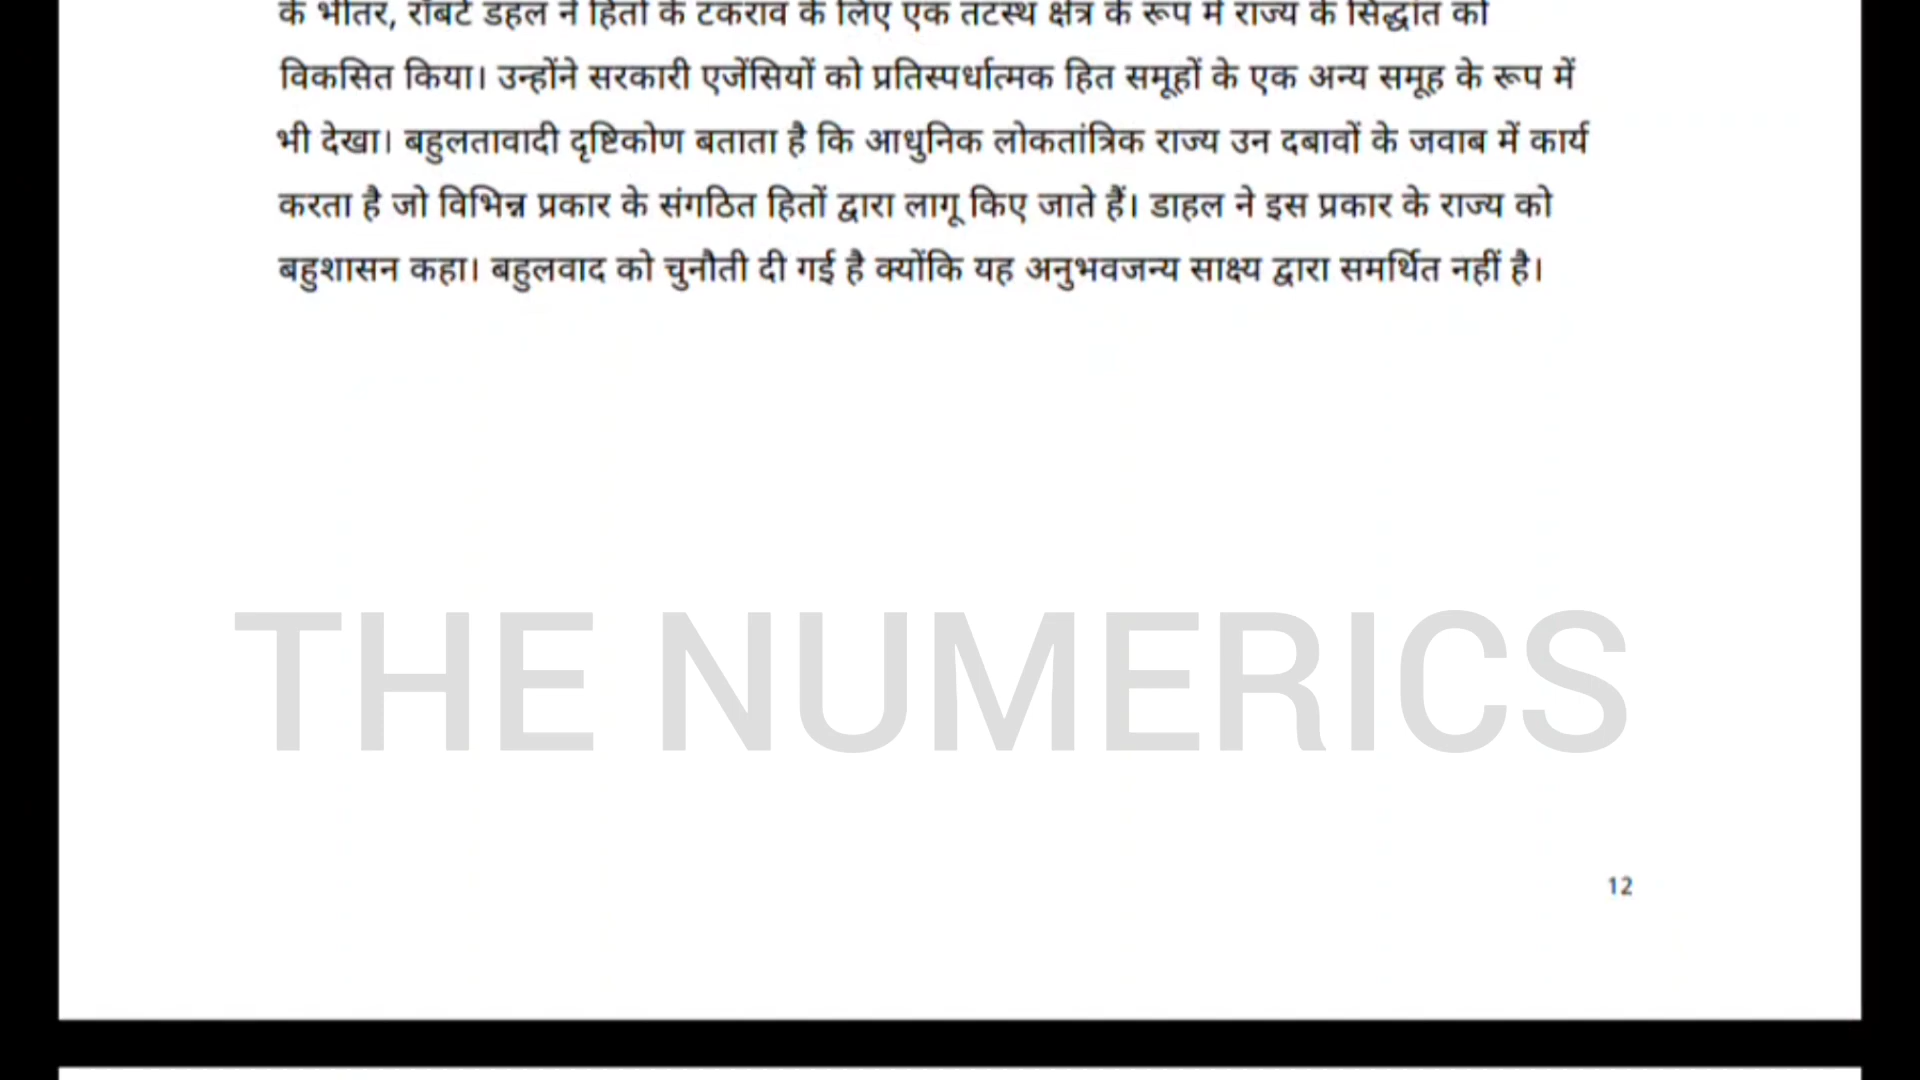 के भीतर, रॉबर्ट डहल ने हितों के टकराव के लिए एक तटस्थ क्षेत्र के रूप में राज्य के सिद्धांत को
विकसित किया। उन्होंने सरकारी एजेंसियों को प्रतिस्पर्धात्मक हित समूहों के एक अन्य समूह के रूप में
भी देखा। बहुलतावादी दृष्टिकोण बताता है कि आधुनिक लोकतांत्रिक राज्य उन दबावों के जवाब में कार्य
करता है जो विभिन्न प्रकार के संगठित हितों द्वारा लागू किए जाते हैं। डाहल ने इस प्रकार के राज्य को
बहुशासन कहा। बहुलवाद को चुनौती दी गई है क्योंकि यह अनुभवजन्य साक्ष्य द्वारा समर्थित नहीं है।
THE NUMERICS
12